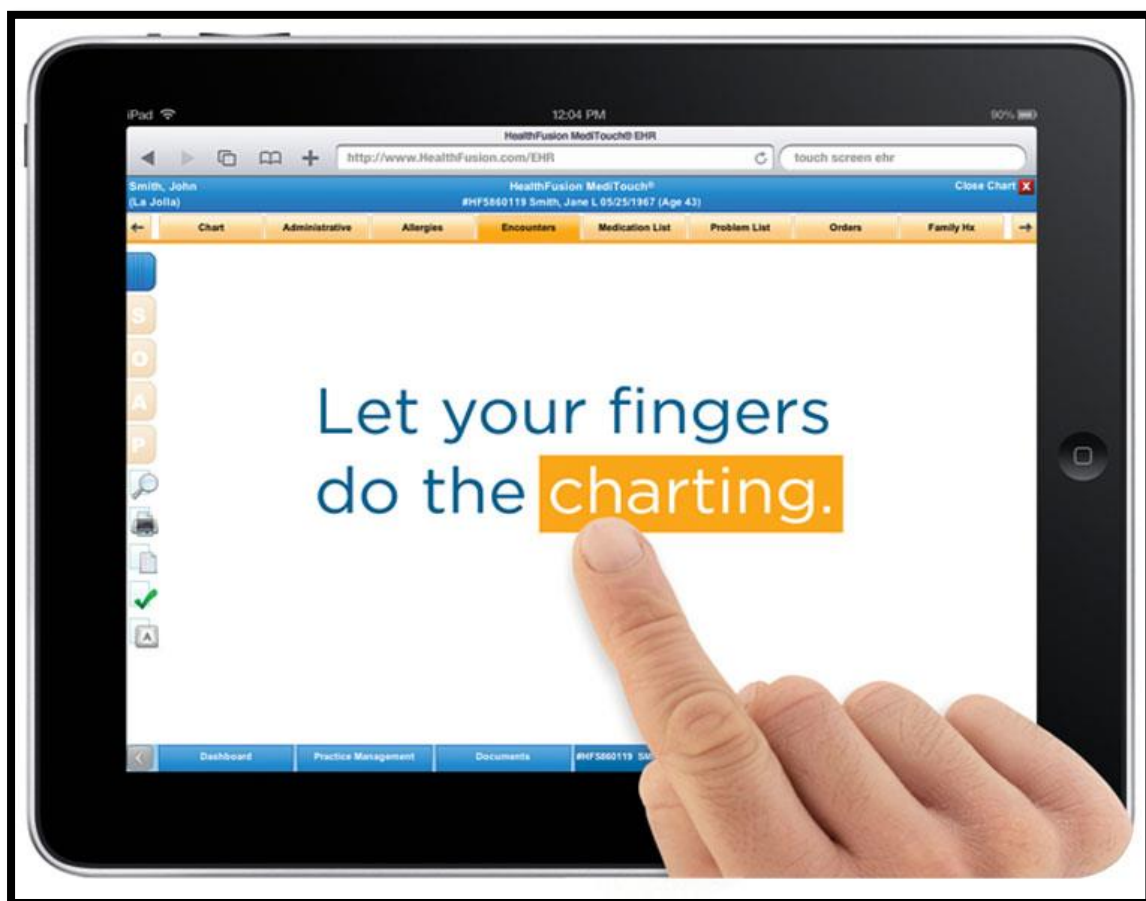 iPad 12:04 PM 90%
HealthFusion MediTouch® EHR
http://www.HealthFusion.com/EHR touch screen ehr
Smith, John HealthFusion MediTouch® Close Chart X
(La Jolla) #HF5860119 Smith, Jane L 05/25/1967 (Age 43)
Chart Administrative Allergies Encounters Medication List Problem List Orders Family Hx
S
O
A
P
Let your fingers
do the charting.
A
Dashboard Practice Management Documents #HF5860119